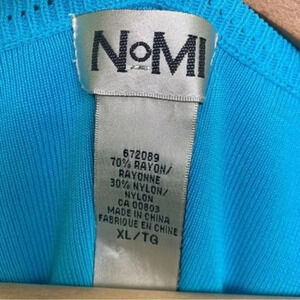 NoMI
672089
70% RAYON/
RAYONNE
30% NYLON/
NYLON
CA 00803
MADE IN CHINA
FABRIQUE EN CHINE
XL/TG